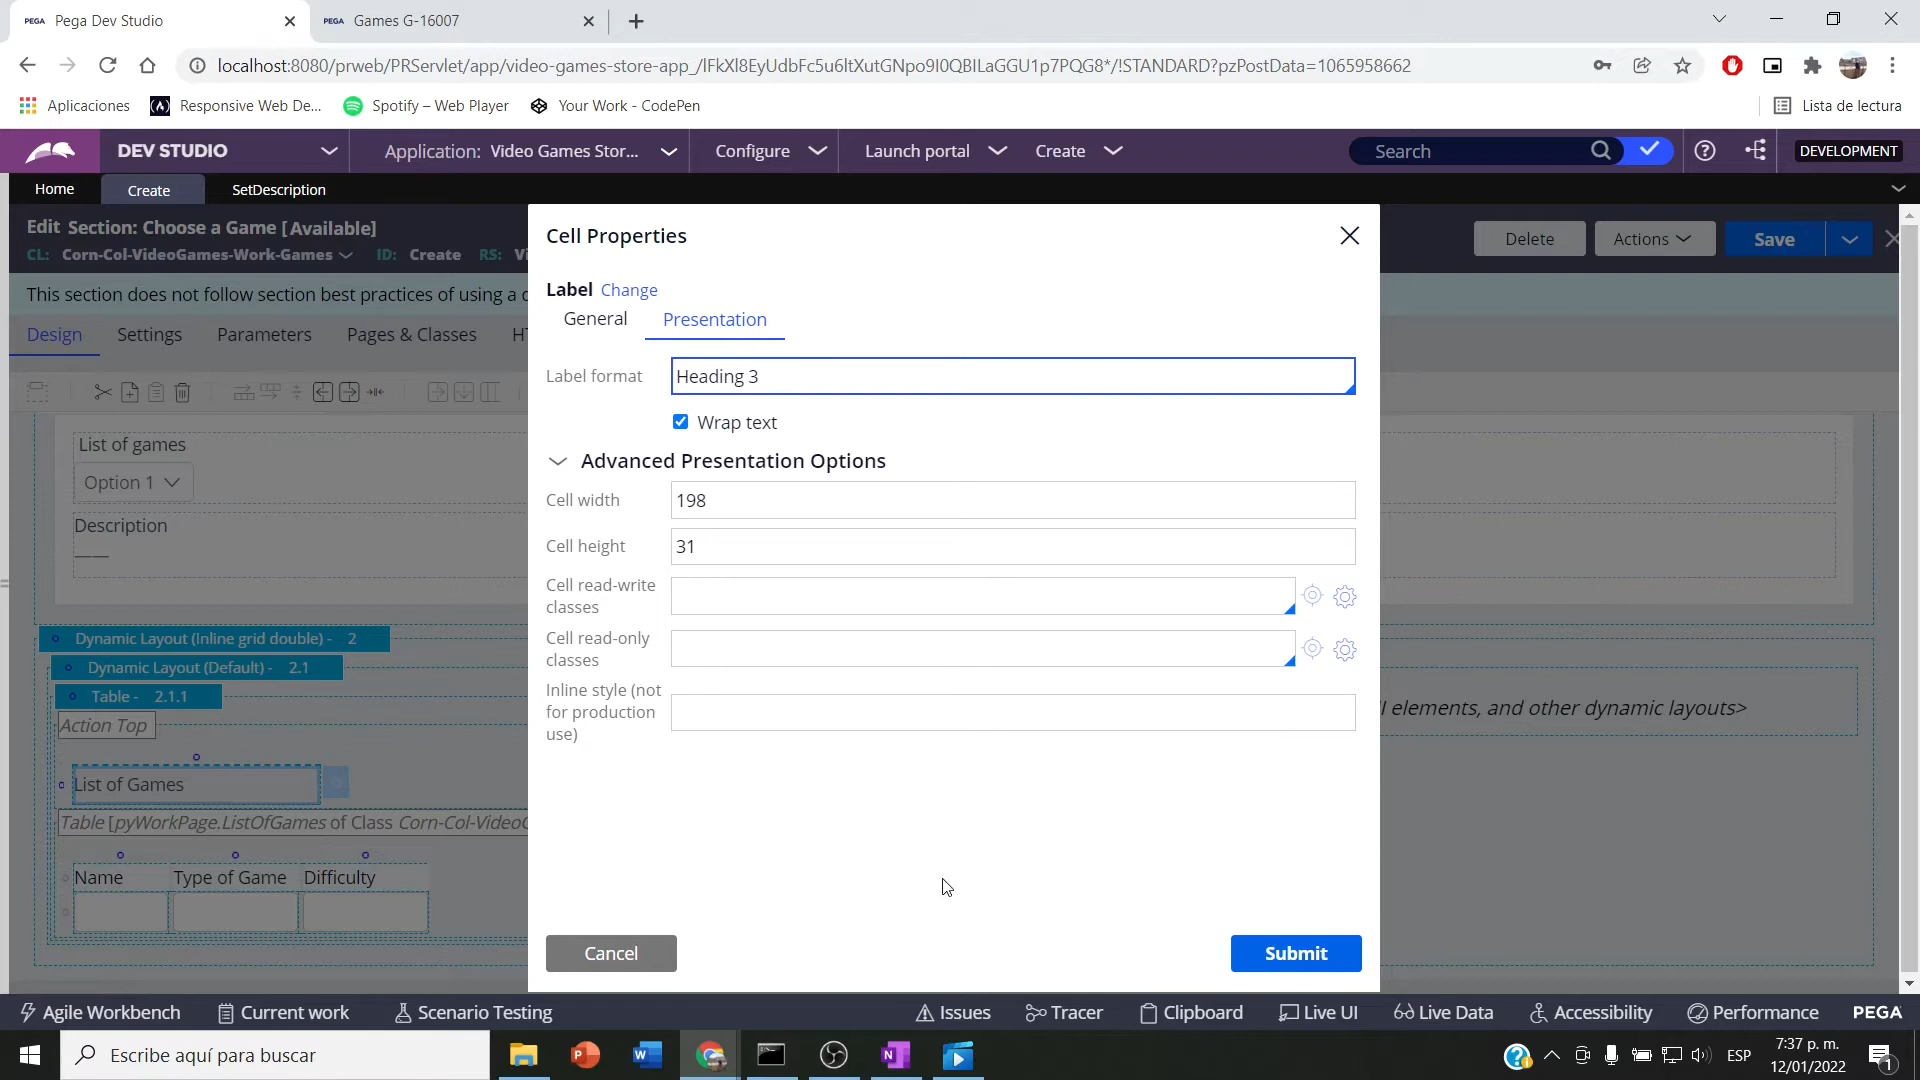 PEGA Pega Dev Studio
PEGA Games G-16007
localhost:8080/prweb/PRServlet/app/video-games-store-app_/lFkXl8EyUdbFc5u6ltXutGNpo9I0QBILaGGU1p7PQG8*/!STANDARD?pzPostData=1065958662
Aplicaciones
Responsive Web De...
Spotify – Web Player
Your Work - CodePen
Lista de lectura
DEV STUDIO
Application: Video Games Stor...
Configure
Launch portal
Create
Search
DEVELOPMENT
Home
Create
SetDescription
Edit Section: Choose a Game [Available]
CL: Corn-Col-VideoGames-Work-Games
ID: Create
RS: Vi
Delete
Actions
Save
This section does not follow section best practices of using a
Design
Settings
Parameters
Pages & Classes
List of games
Option 1
Description
Dynamic Layout (Inline grid double) - 2
Dynamic Layout (Default) - 2.1
Table - 2.1.1
Action Top
List of Games
Table [pyWorkPage.ListOfGames of Class Corn-Col-Video
Name
Type of Game
Difficulty
elements, and other dynamic layouts>
Cell Properties
Label Change
General
Presentation
Label format
Heading 3
Wrap text
Advanced Presentation Options
Cell width
198
Cell height
31
Cell read-write
classes
Cell read-only
classes
Inline style (not
for production
use)
Cancel
Submit
Agile Workbench
Current work
Scenario Testing
Issues
Tracer
Clipboard
Live UI
Live Data
Accessibility
Performance
PEGA
Escribe aquí para buscar
ESP
7:37 p. m.
12/01/2022
1